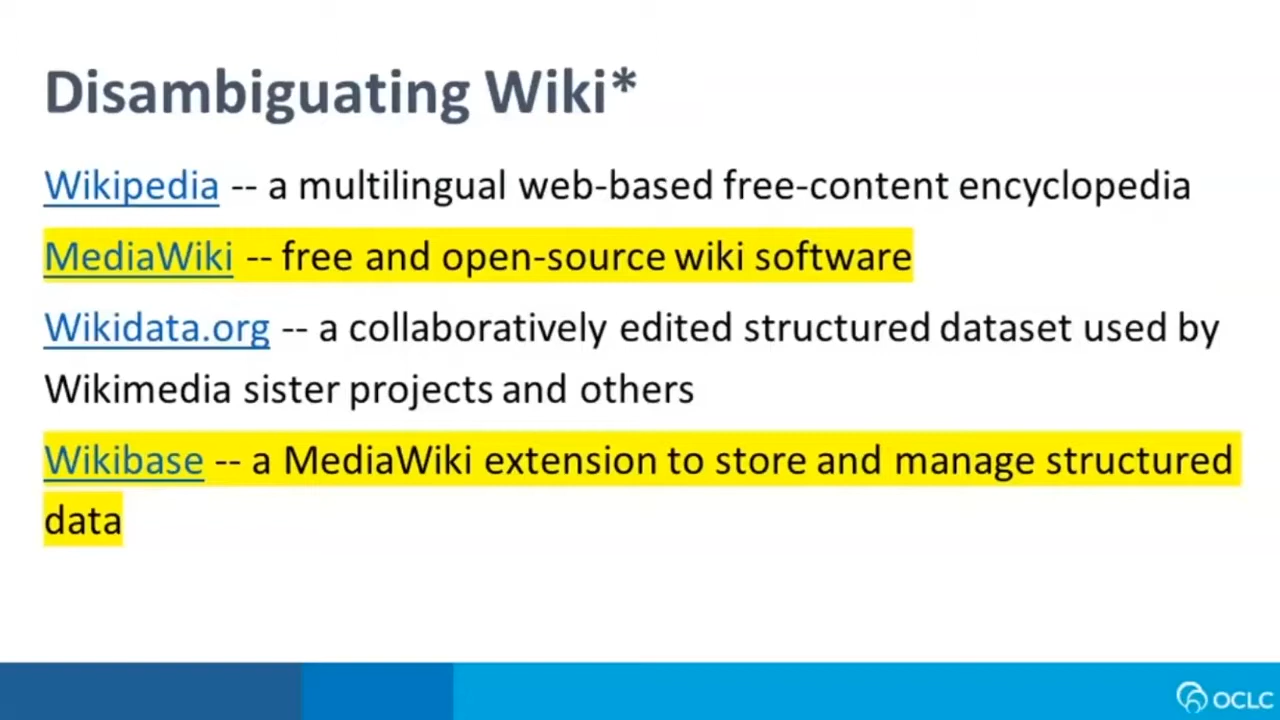 Disambiguating Wiki*
Wikipedia -- a multilingual web-based free-content encyclopedia
MediaWiki -- free and open-source wiki software
Wikidata.org -- a collaboratively edited structured dataset used by
Wikimedia sister projects and others
Wikibase -- a MediaWiki extension to store and manage structured
data
OCLC